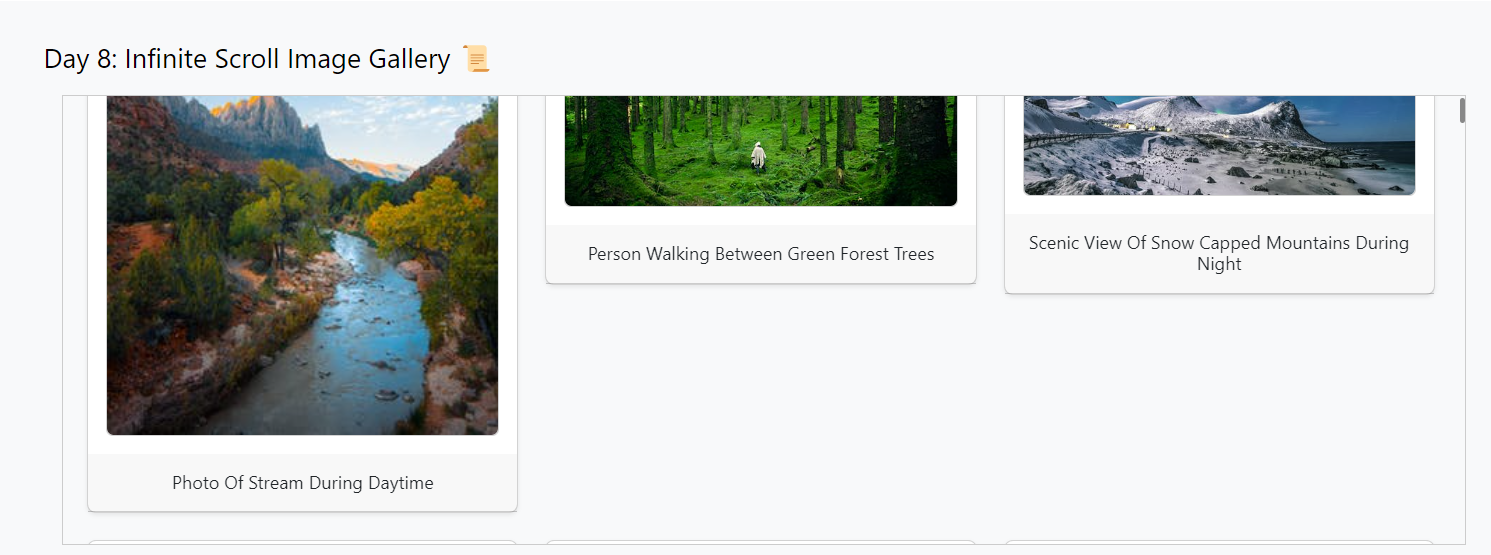 Day 8: Infinite Scroll Image Gallery 📜
Person Walking Between Green Forest Trees
Scenic View Of Snow Capped Mountains During
Night
Photo Of Stream During Daytime